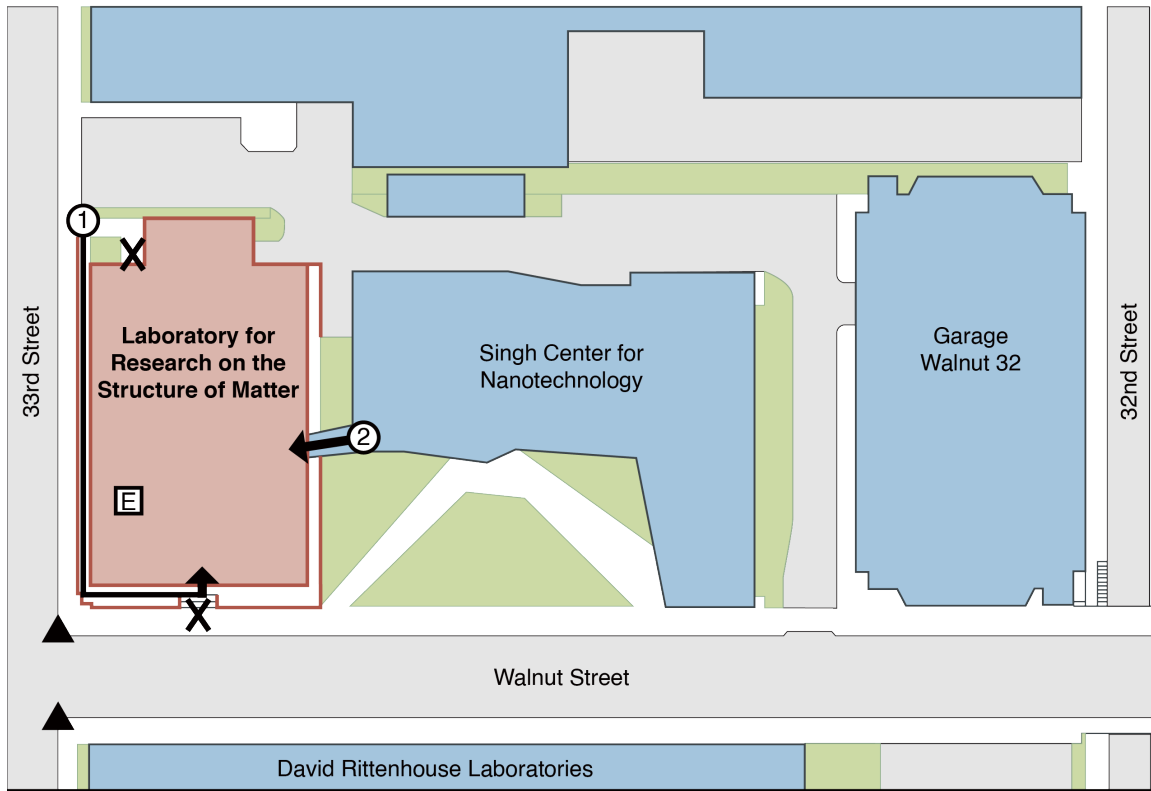 1
X
33rd Street
Laboratory for
Research on the
Structure of Matter
Singh Center for
Nanotechnology
Garage
Walnut 32
32nd Street
2
E
X
Walnut Street
David Rittenhouse Laboratories